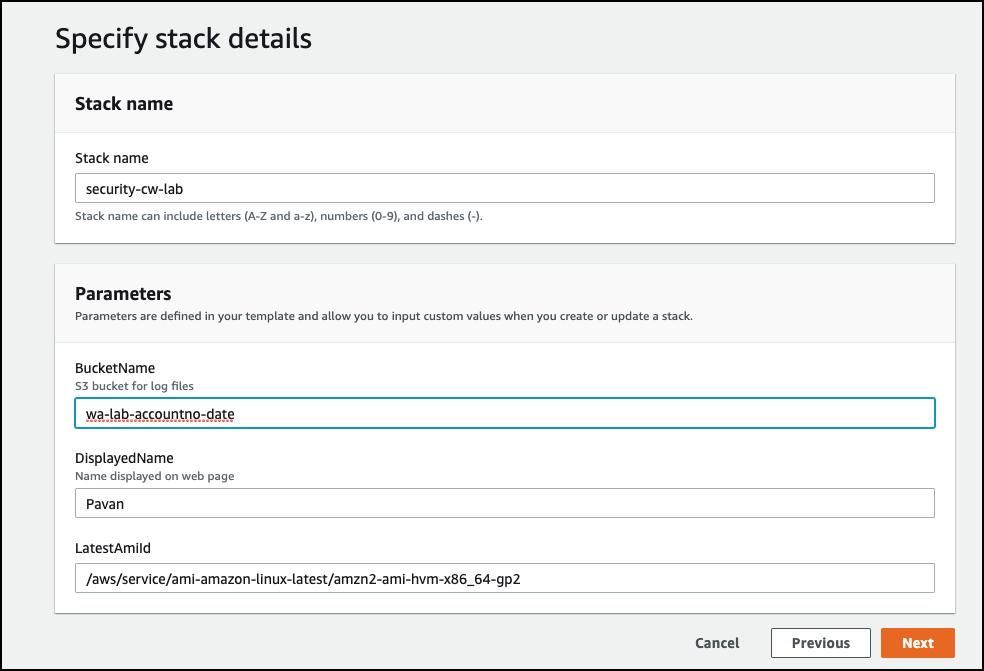 Specify stack details
Stack name
Stack name
security-cw-lab
Stack name can include letters (A-Z and a-z), numbers (0-9), and dashes (-).
Parameters
Parameters are defined in your template and allow you to input custom values when you create or update a stack.
BucketName
S3 bucket for log files
wa-lab-accountno-date
DisplayedName
Name displayed on web page
Pavan
LatestAmiId
/aws/service/ami-amazon-linux-latest/amzn2-ami-hvm-x86_64-gp2
Cancel Previous Next